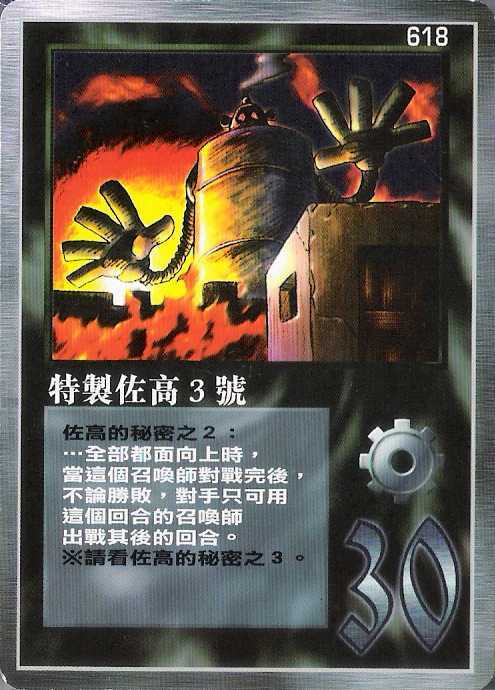 618
特製佐高3號
佐高的秘密之2：
…全部都面向上時，
當這個召喚師對戰完後，
不論勝敗，對手只可用
這個回合的召喚師
出戰其後的回合。
※請看佐高的秘密之3。
30